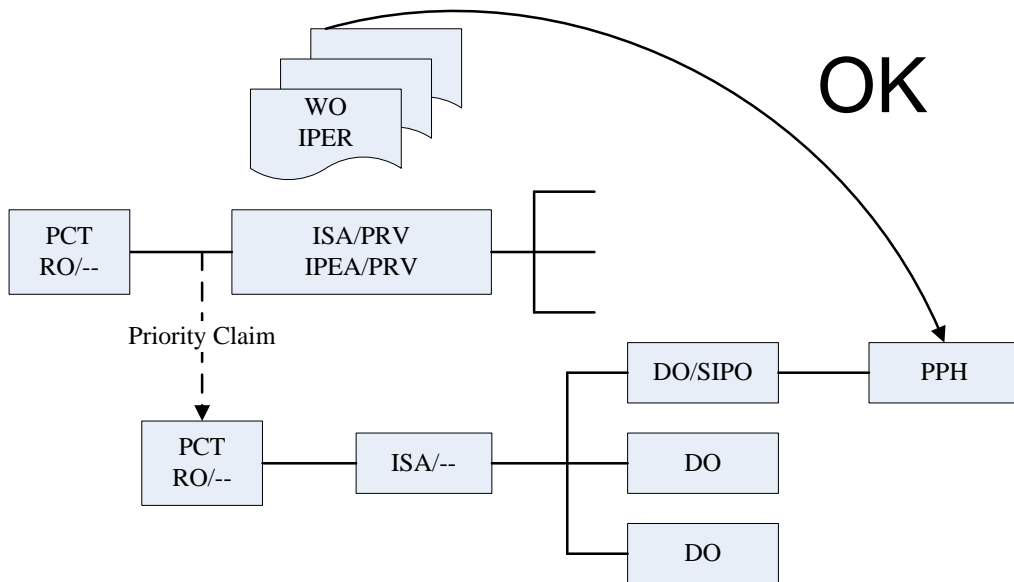 OK
WO
IPER
PCT
RO/--
ISA/PRV
IPEA/PRV
Priority Claim
DO/SIPO
PPH
PCT
RO/--
ISA/--
DO
DO